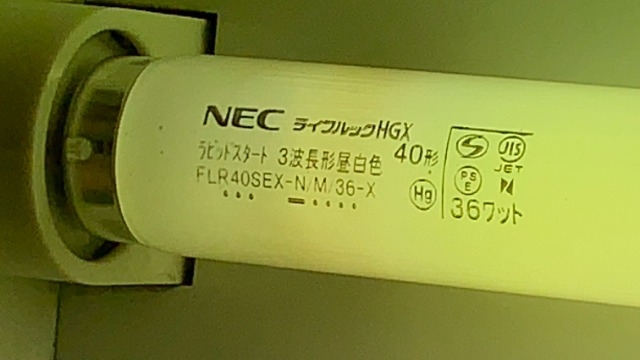 NEC ライフルックHGX
ラピッドスタート 3波長形昼白色 40形
FLR40SEX-N/M/36-X
Hg
S JIS
JET
PS E N
36ワット